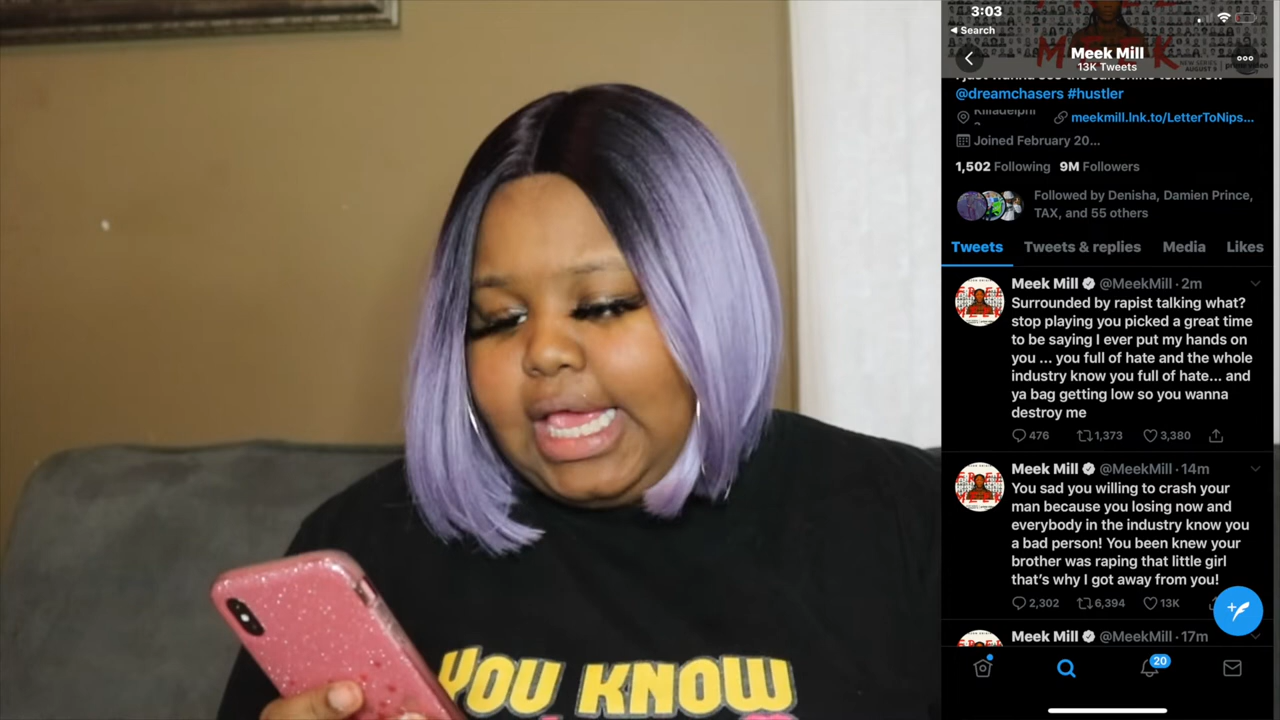 3:03
Search
Meek Mill
13K Tweets
NEW SERIES
AUGUST 9
prime video
@dreamchasers #hustler
meekmill.lnk.to/LetterToNips...
Joined February 20...
1,502 Following 9M Followers
Followed by Denisha, Damien Prince,
TAX, and 55 others
Tweets Tweets & replies Media Likes
Meek Mill @MeekMill · 2m
Surrounded by rapist talking what?
stop playing you picked a great time
to be saying I ever put my hands on
you ... you full of hate and the whole
industry know you full of hate... and
ya bag getting low so you wanna
destroy me
476 1,373 3,380
Meek Mill @MeekMill · 14m
You sad you willing to crash your
man because you losing now and
everybody in the industry know you
a bad person! You been knew your
brother was raping that little girl
that's why I got away from you!
2,302 6,394 13K
Meek Mill @MeekMill · 17m
20
YOU KNOW